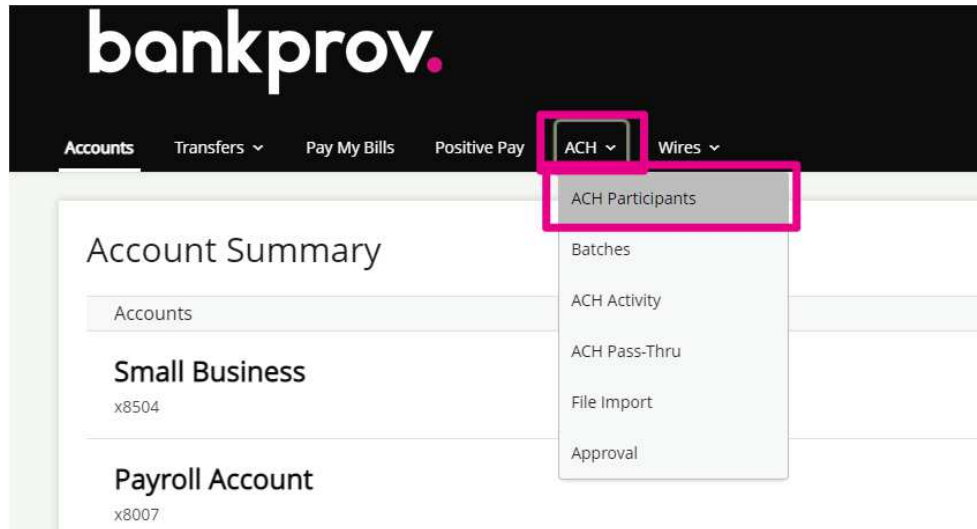 bankprov.
Accounts Transfers Pay My Bills Positive Pay ACH Wires
ACH Participants
Account Summary
Batches
ACH Activity
Accounts
ACH Pass-Thru
Small Business
x8504
File Import
Approval
Payroll Account
x8007